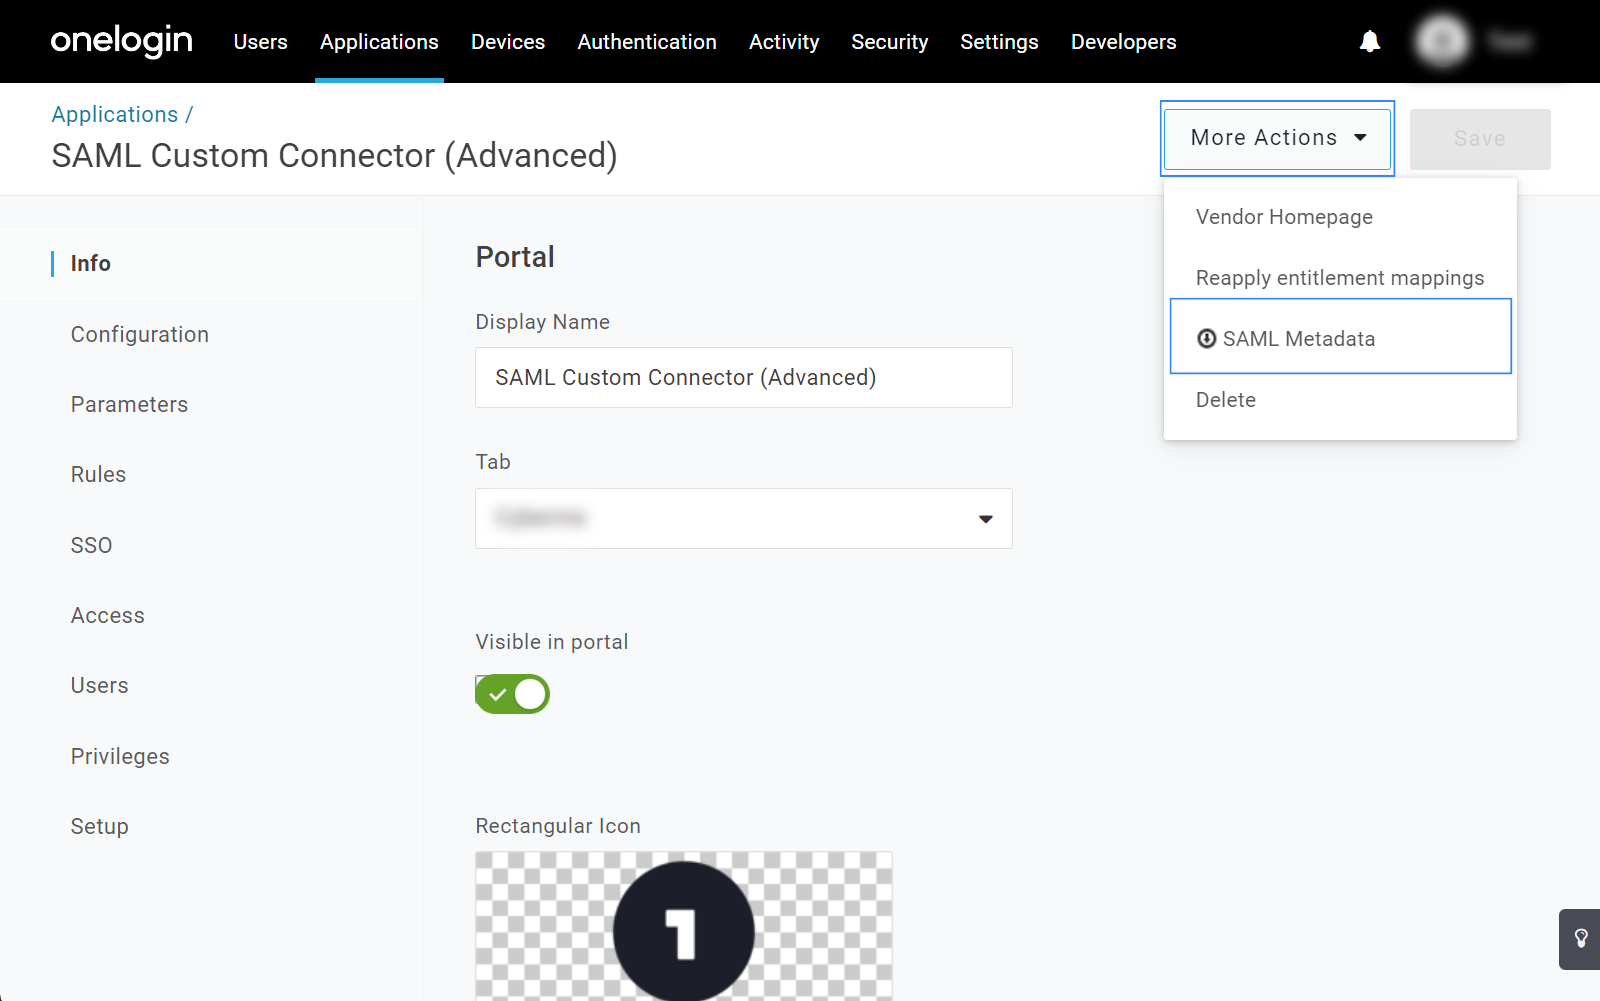 onelogin Users Applications Devices Authentication Activity Security Settings Developers
Applications /
SAML Custom Connector (Advanced)
More Actions
Save
Vendor Homepage
Reapply entitlement mappings
SAML Metadata
Delete
Info
Configuration
Parameters
Rules
SSO
Access
Users
Privileges
Setup
Portal
Display Name
SAML Custom Connector (Advanced)
Tab
Visible in portal
Rectangular Icon
1